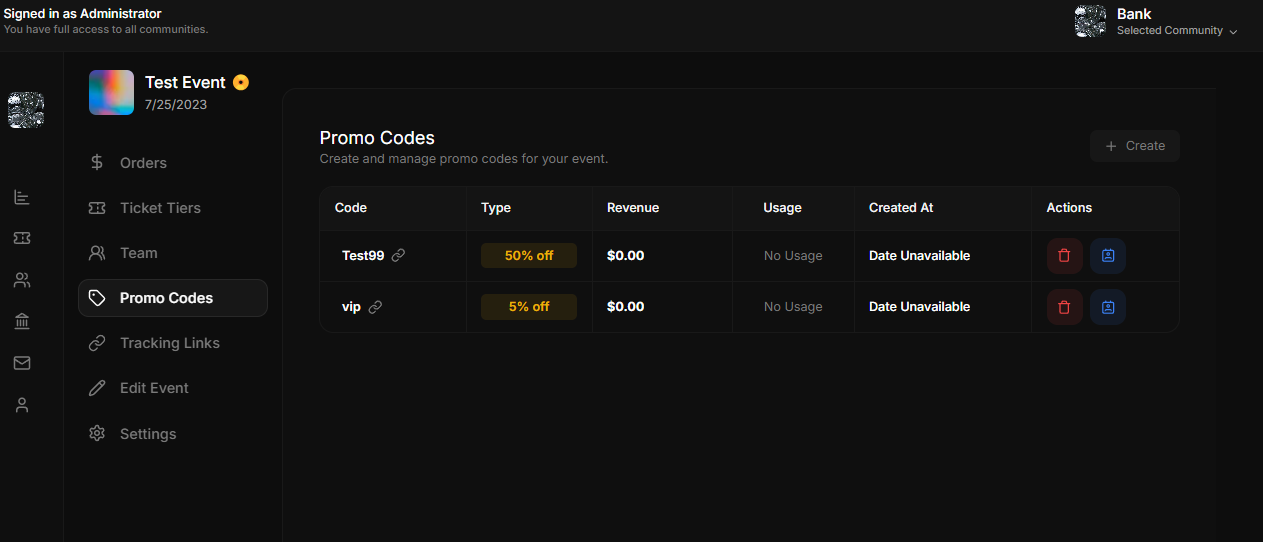 Signed in as Administrator
You have full access to all communities.
Bank
Selected Community
Test Event
7/25/2023
Orders
Ticket Tiers
Team
Promo Codes
Tracking Links
Edit Event
Settings
Promo Codes
Create and manage promo codes for your event.
+ Create
Code Type Revenue Usage Created At Actions
Test99 50% off $0.00 No Usage Date Unavailable
vip 5% off $0.00 No Usage Date Unavailable